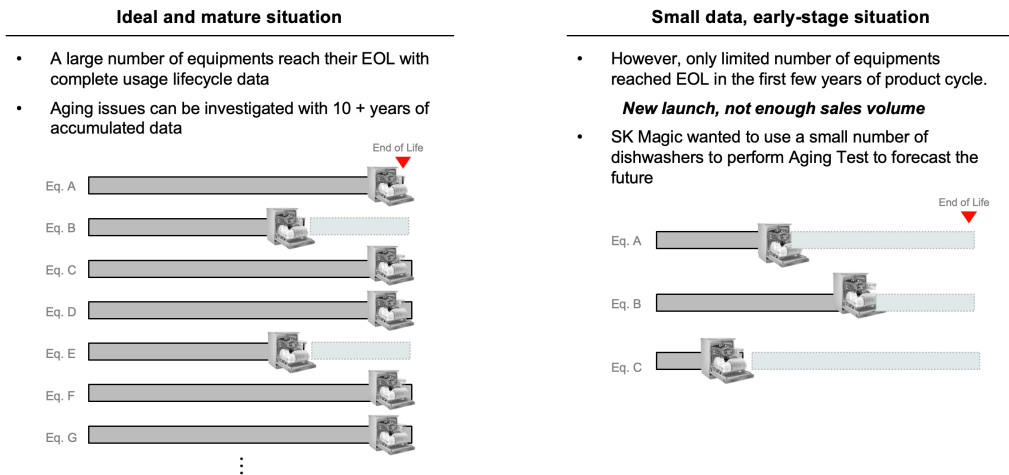 Ideal and mature situation
• A large number of equipments reach their EOL with
complete usage lifecycle data
• Aging issues can be investigated with 10 + years of
accumulated data
End of Life
Eq. A
Eq. B
Eq. C
Eq. D
Eq. E
Eq. F
Eq. G
⋮
Small data, early-stage situation
• However, only limited number of equipments
reached EOL in the first few years of product cycle.
New launch, not enough sales volume
• SK Magic wanted to use a small number of
dishwashers to perform Aging Test to forecast the
future
End of Life
Eq. A
Eq. B
Eq. C